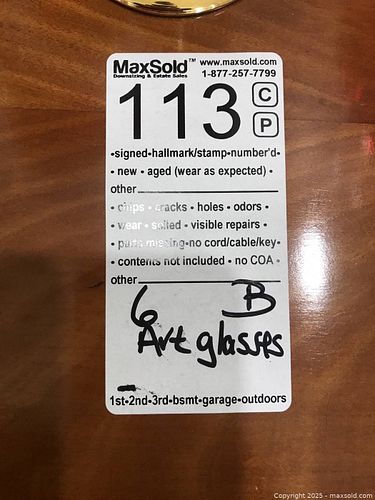 MaxSold™ www.maxsold.com
Downsizing & Estate Sales 1-877-257-7799
113 C
P
•signed•hallmark/stamp•number'd•
• new • aged (wear as expected) •
other
• chips • cracks • holes • odors •
• wear • soiled • visible repairs •
• parts missing•no cord/cable/key•
• contents not included • no COA •
other
6 B
Art glasses
1st•2nd•3rd•bsmt•garage•outdoors
Copyright 2025 - maxsold.com